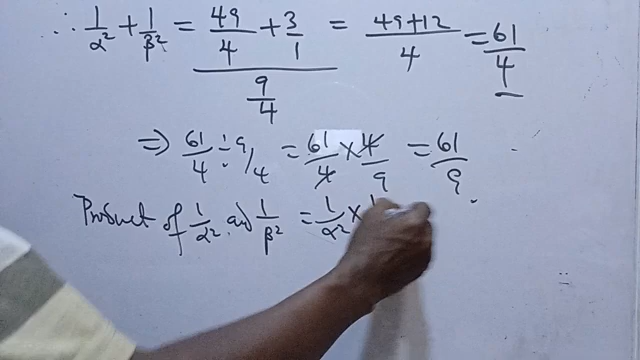 ∴ 1/α² + 1/β² = (49/4 + 3/1)/(9/4) = (49+12)/4 = 61/4
⇒ 61/4 ÷ 9/4 = 61/4 × 4/9 = 61/9
Product of 1/α² and 1/β² = 1/α² × 1